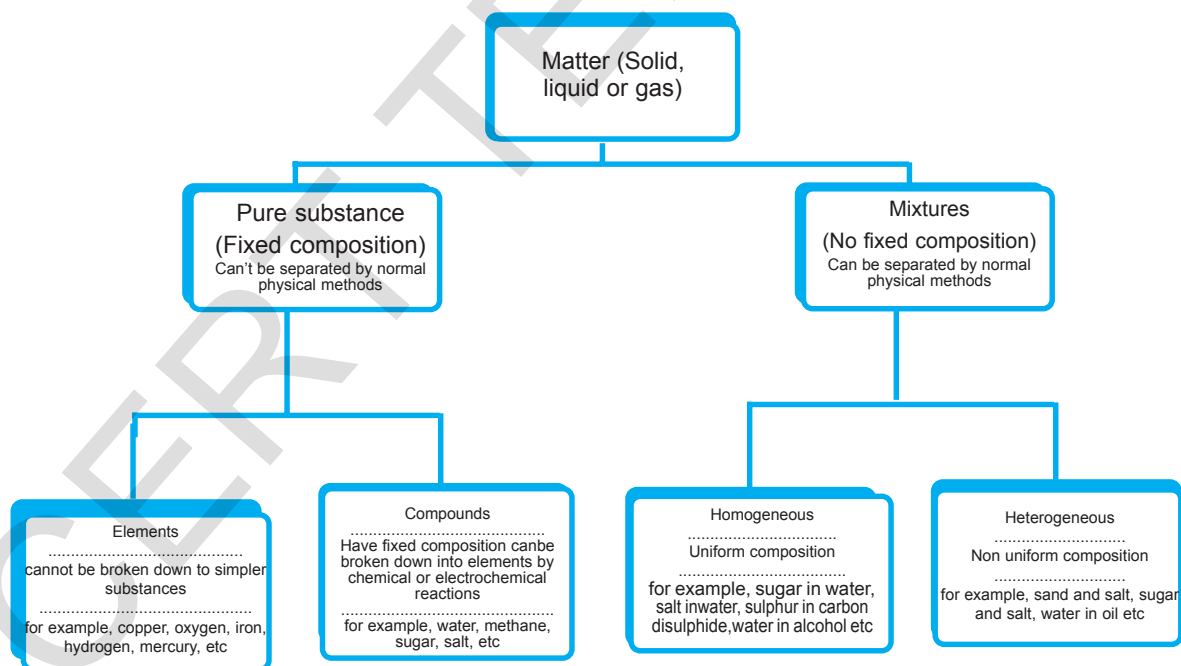 Matter (Solid,
liquid or gas)
Pure substance
(Fixed composition)
Can't be separated by normal
physical methods
Mixtures
(No fixed composition)
Can be separated by normal
physical methods
Elements
..........................................
cannot be broken down to simpler
substances
..............................................
for example, copper, oxygen, iron,
hydrogen, mercury, etc
Compounds
..........................................
Have fixed composition canbe
broken down into elements by
chemical or electrochemical
reactions
..............................................
for example, water, methane,
sugar, salt, etc
Homogeneous
...............................
Uniform composition
...................................
for example, sugar in water,
salt inwater, sulphur in carbon
disulphide,water in alcohol etc
Heterogeneous
...........................
Non uniform composition
...........................
for example, sand and salt, sugar
and salt, water in oil etc
CERT TE